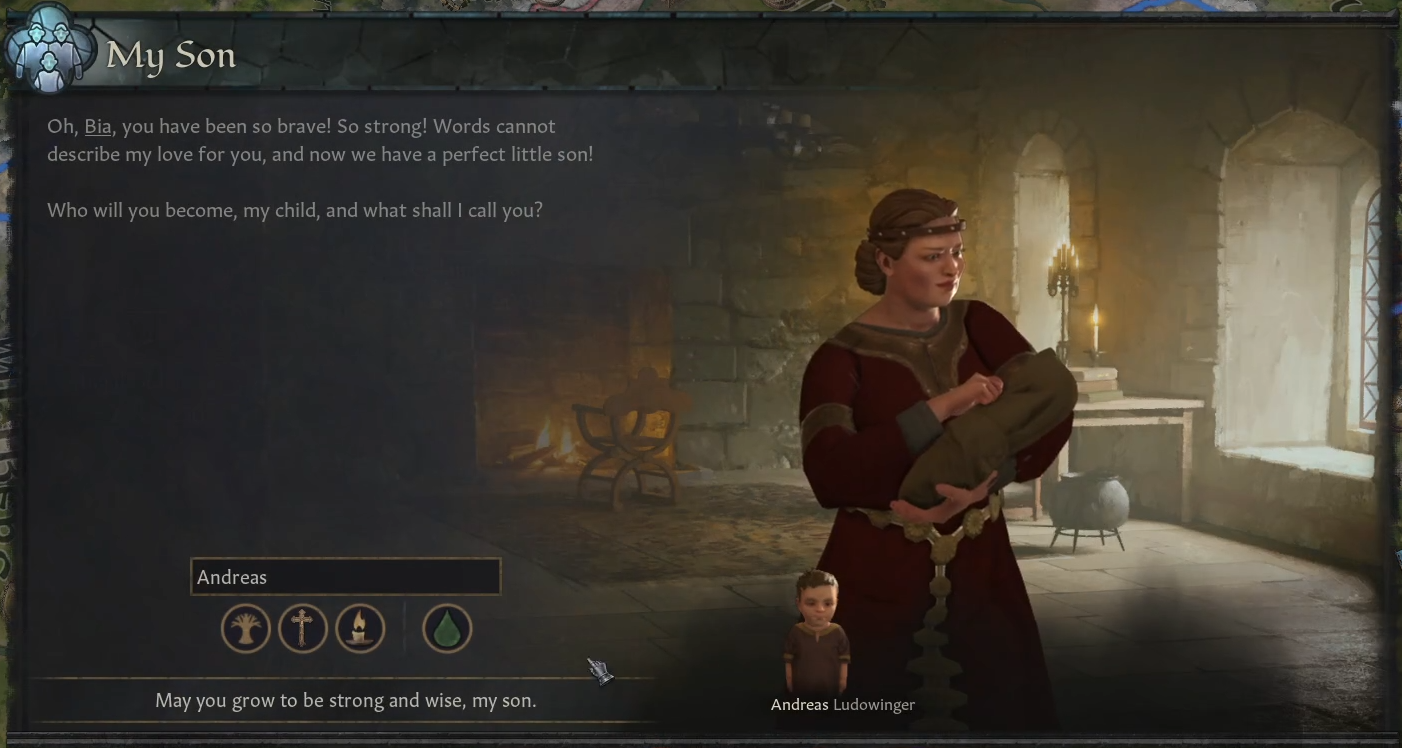 My Son
Oh, Bia, you have been so brave! So strong! Words cannot
describe my love for you, and now we have a perfect little son!
Who will you become, my child, and what shall I call you?
Andreas
May you grow to be strong and wise, my son.
Andreas Ludowinger